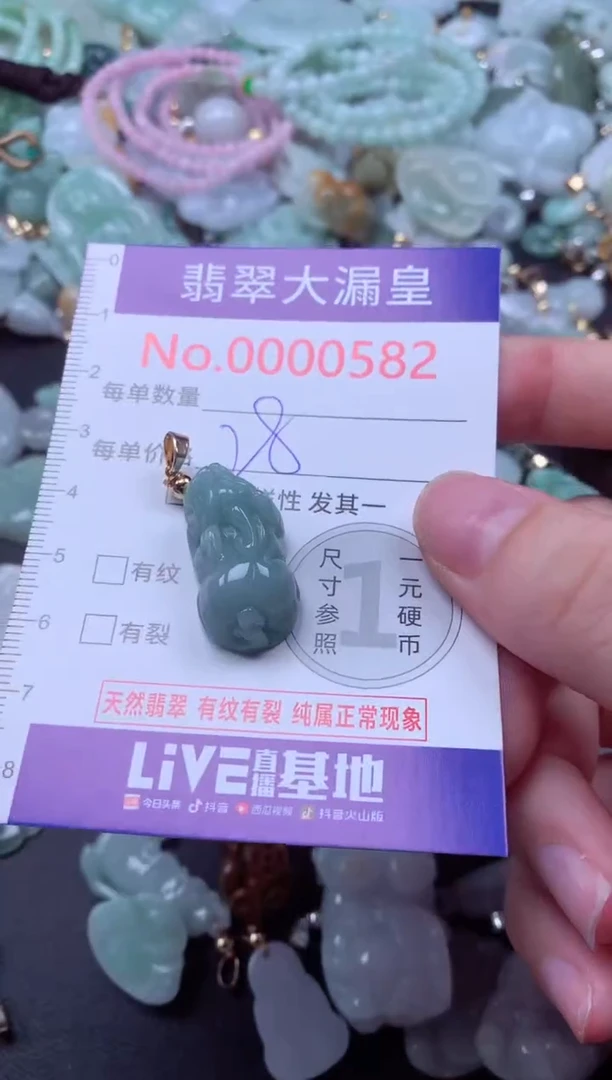 翡翠大漏皇
No.0000582
每单数量
28
每单价
样性 发其一
有纹
有裂
尺寸参照
1
一元硬币
天然翡翠 有纹有裂 纯属正常现象
LiVE直播基地
今日头条 抖音 西瓜视频 抖音火山版
0
1
2
3
4
5
6
7
8